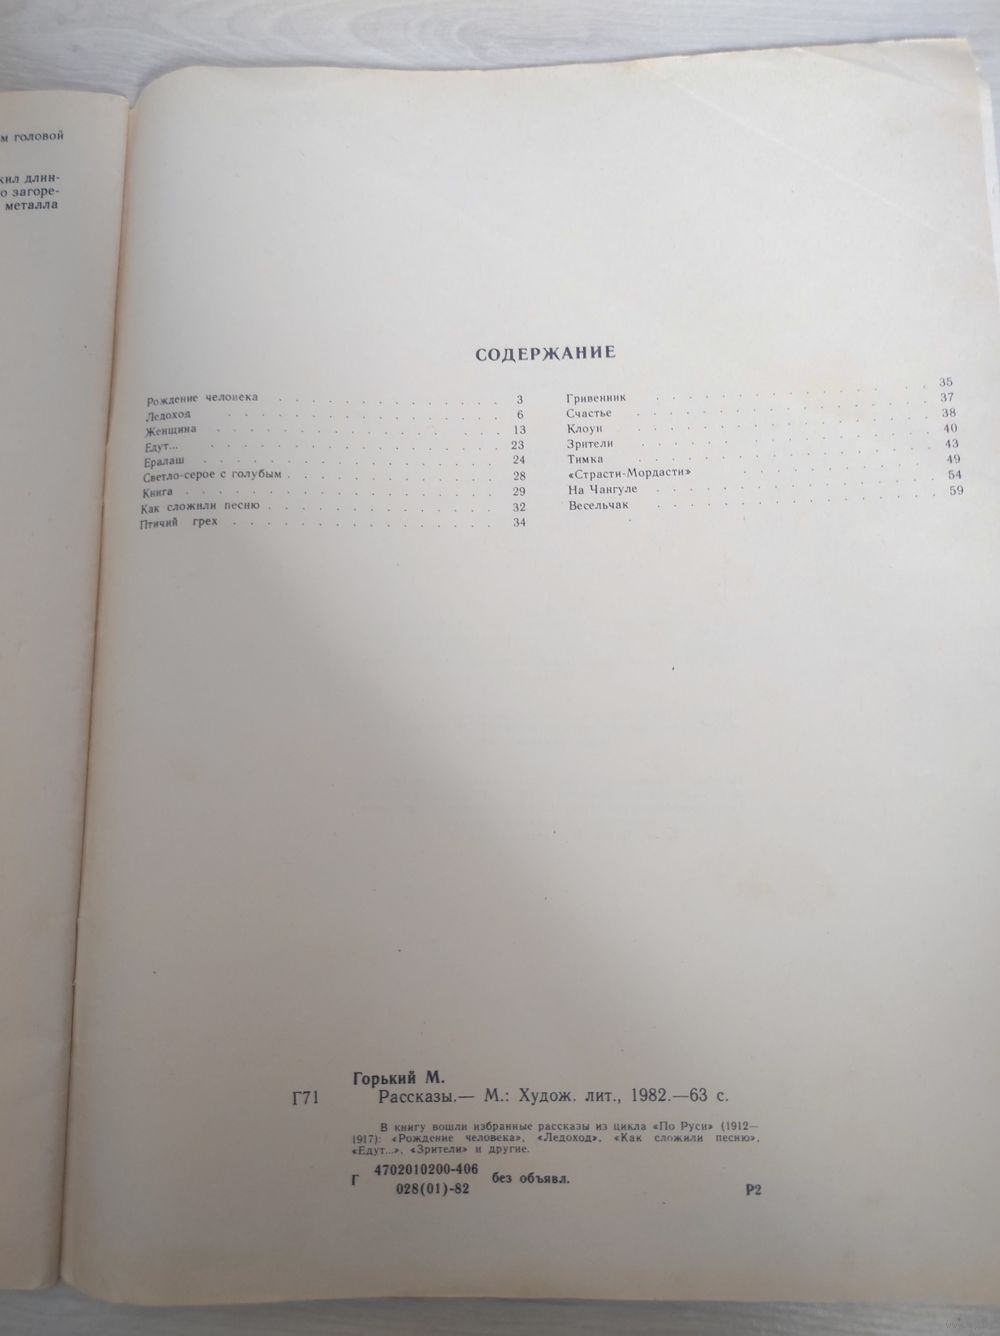 м головой
жил длин-
о загоре-
металла
СОДЕРЖАНИЕ
Рождение человека . . . . . . . . 3
Ледоход . . . . . . . . . . 6
Женщина . . . . . . . . . . 13
Едут... . . . . . . . . . . . 23
Ералаш . . . . . . . . . . . 24
Светло-серое с голубым . . . . . . . . 28
Книга . . . . . . . . . . . . 29
Как сложили песню . . . . . . . . . 32
Птичий грех . . . . . . . . . . 34
Гривенник . . . . . . . . . . 35
Счастье . . . . . . . . . . 37
Клоун . . . . . . . . . . 38
Зрители . . . . . . . . . . 40
Тимка . . . . . . . . . . 43
«Страсти-Мордасти» . . . . . . . . 49
На Чангуле . . . . . . . . . . 54
Весельчак . . . . . . . . . . 59
Горький М.
Г71 Рассказы.— М.: Худож. лит., 1982.—63 с.
В книгу вошли избранные рассказы из цикла «По Руси» (1912—
1917): «Рождение человека», «Ледоход», «Как сложили песню»,
«Едут...», «Зрители» и другие.
Г 4702010200-406 без объявл.
028(01)-82
Р2